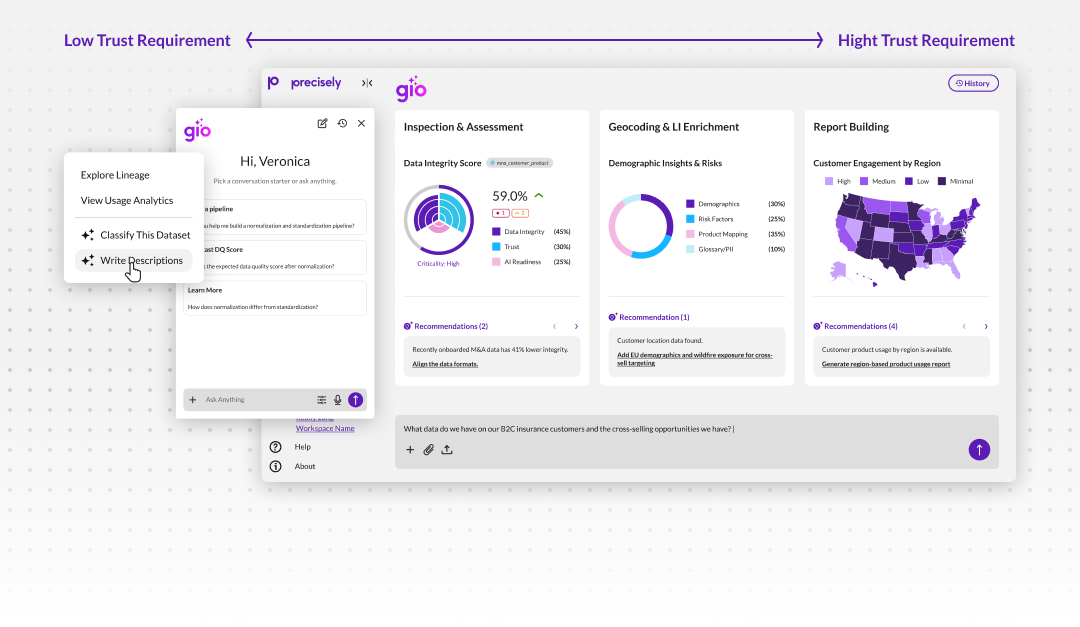 Low Trust Requirement
Hight Trust Requirement
precisely
gio
History
gio
Hi, Veronica
Pick a conversation starter or ask anything.
a pipeline
u help me build a normalization and standardization pipeline?
ast DQ Score
s the expected data quality score after normalization?
Learn More
How does normalization differ from standardization?
Ask Anything
Explore Lineage
View Usage Analytics
Classify This Dataset
Write Descriptions
Workspace Name
Help
About
Inspection & Assessment
Data Integrity Score
mns_customer_product
59.0%
1
2
Data Integrity (45%)
Trust (30%)
AI Readiness (25%)
Criticality: High
Recommendations (2)
Recently onboarded M&A data has 41% lower integrity.
Align the data formats.
Geocoding & LI Enrichment
Demographic Insights & Risks
Demographics (30%)
Risk Factors (25%)
Product Mapping (35%)
Glossary/PII (10%)
Recommendation (1)
Customer location data found.
Add EU demographics and wildfire exposure for cross-
sell targeting
Report Building
Customer Engagement by Region
High Medium Low Minimal
Recommendations (4)
Customer product usage by region is available.
Generate region-based product usage report
What data do we have on our B2C insurance customers and the cross-selling opportunities we have? |